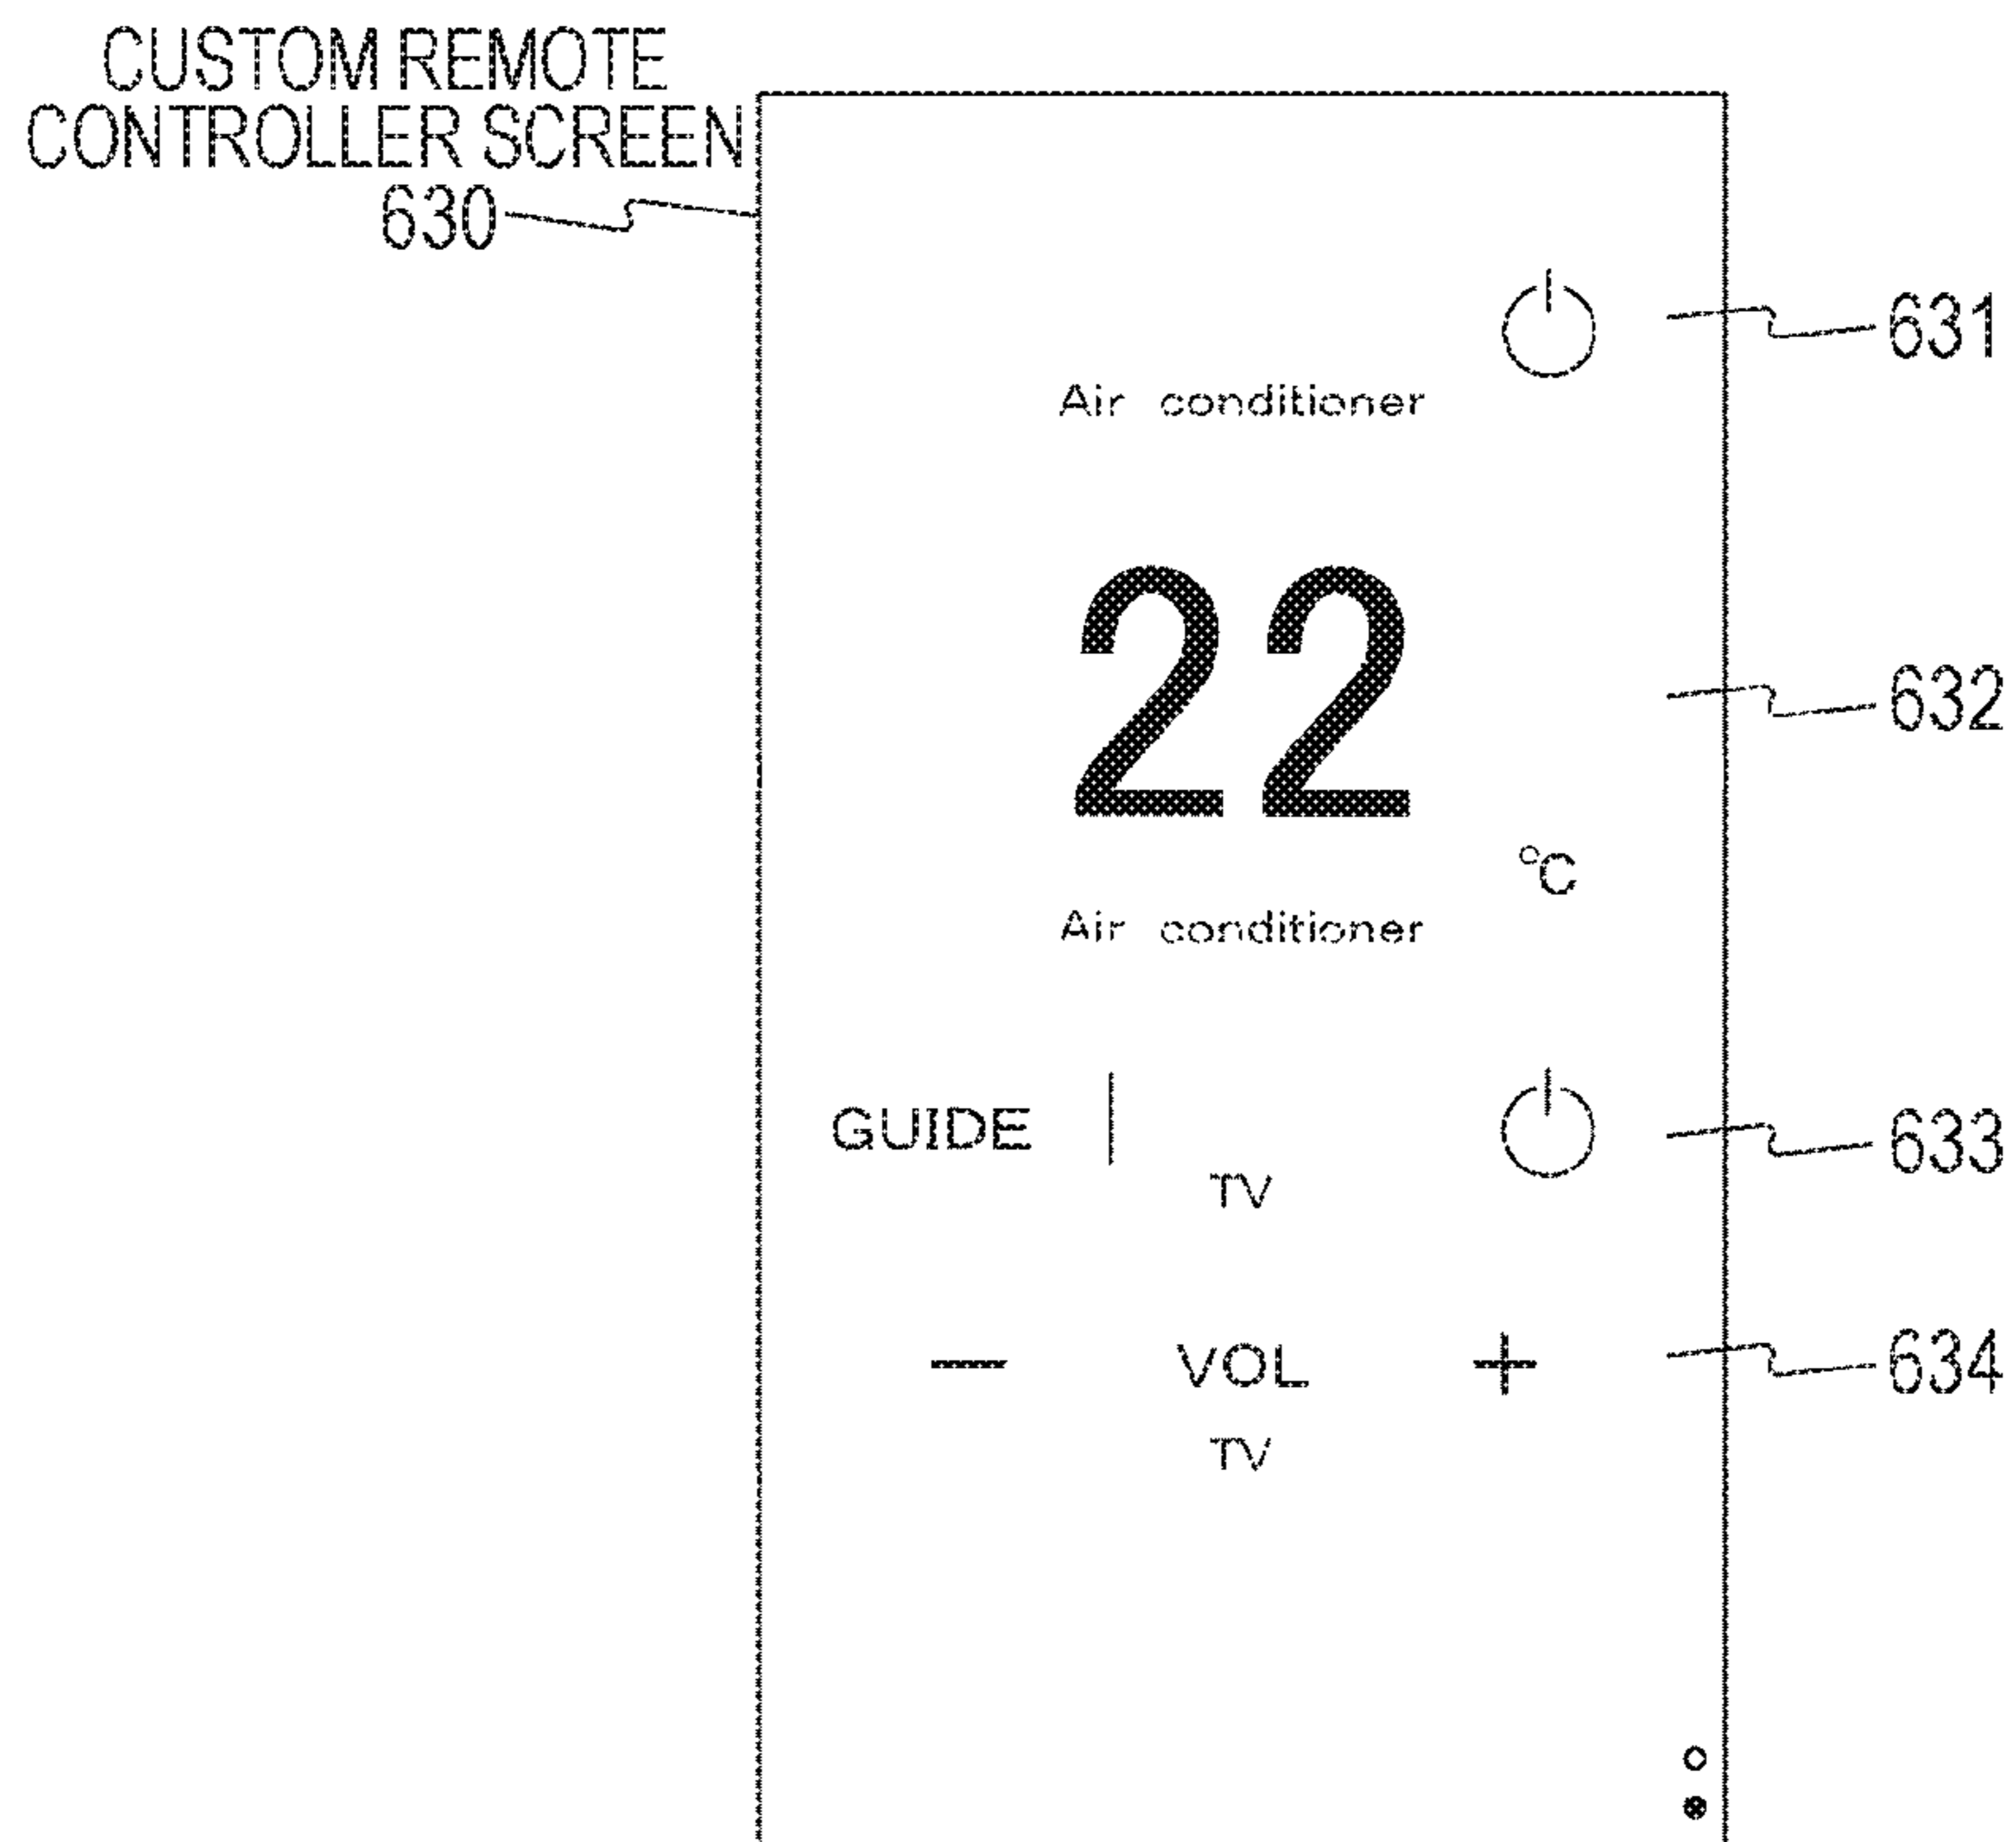 CUSTOM REMOTE
CONTROLLER SCREEN
630
631
Air conditioner
22
632
°C
Air conditioner
GUIDE |
TV
633
− VOL +
634
TV